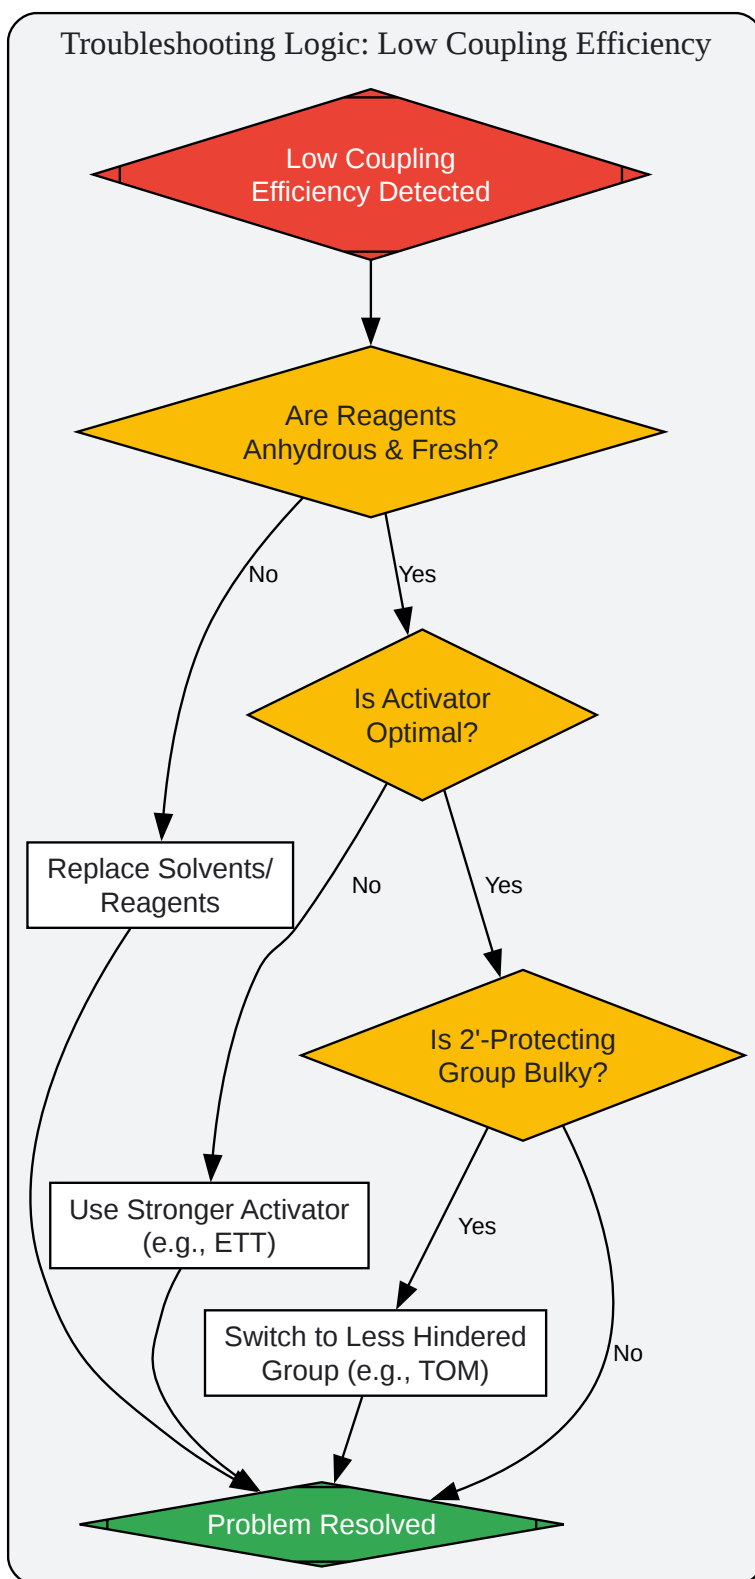 Troubleshooting Logic: Low Coupling Efficiency
Low Coupling
Efficiency Detected
Are Reagents
Anhydrous & Fresh?
No
Yes
Is Activator
Optimal?
Replace Solvents/
Reagents
No
Yes
Is 2'-Protecting
Group Bulky?
Use Stronger Activator
(e.g., ETT)
Yes
Switch to Less Hindered
Group (e.g., TOM)
No
Problem Resolved